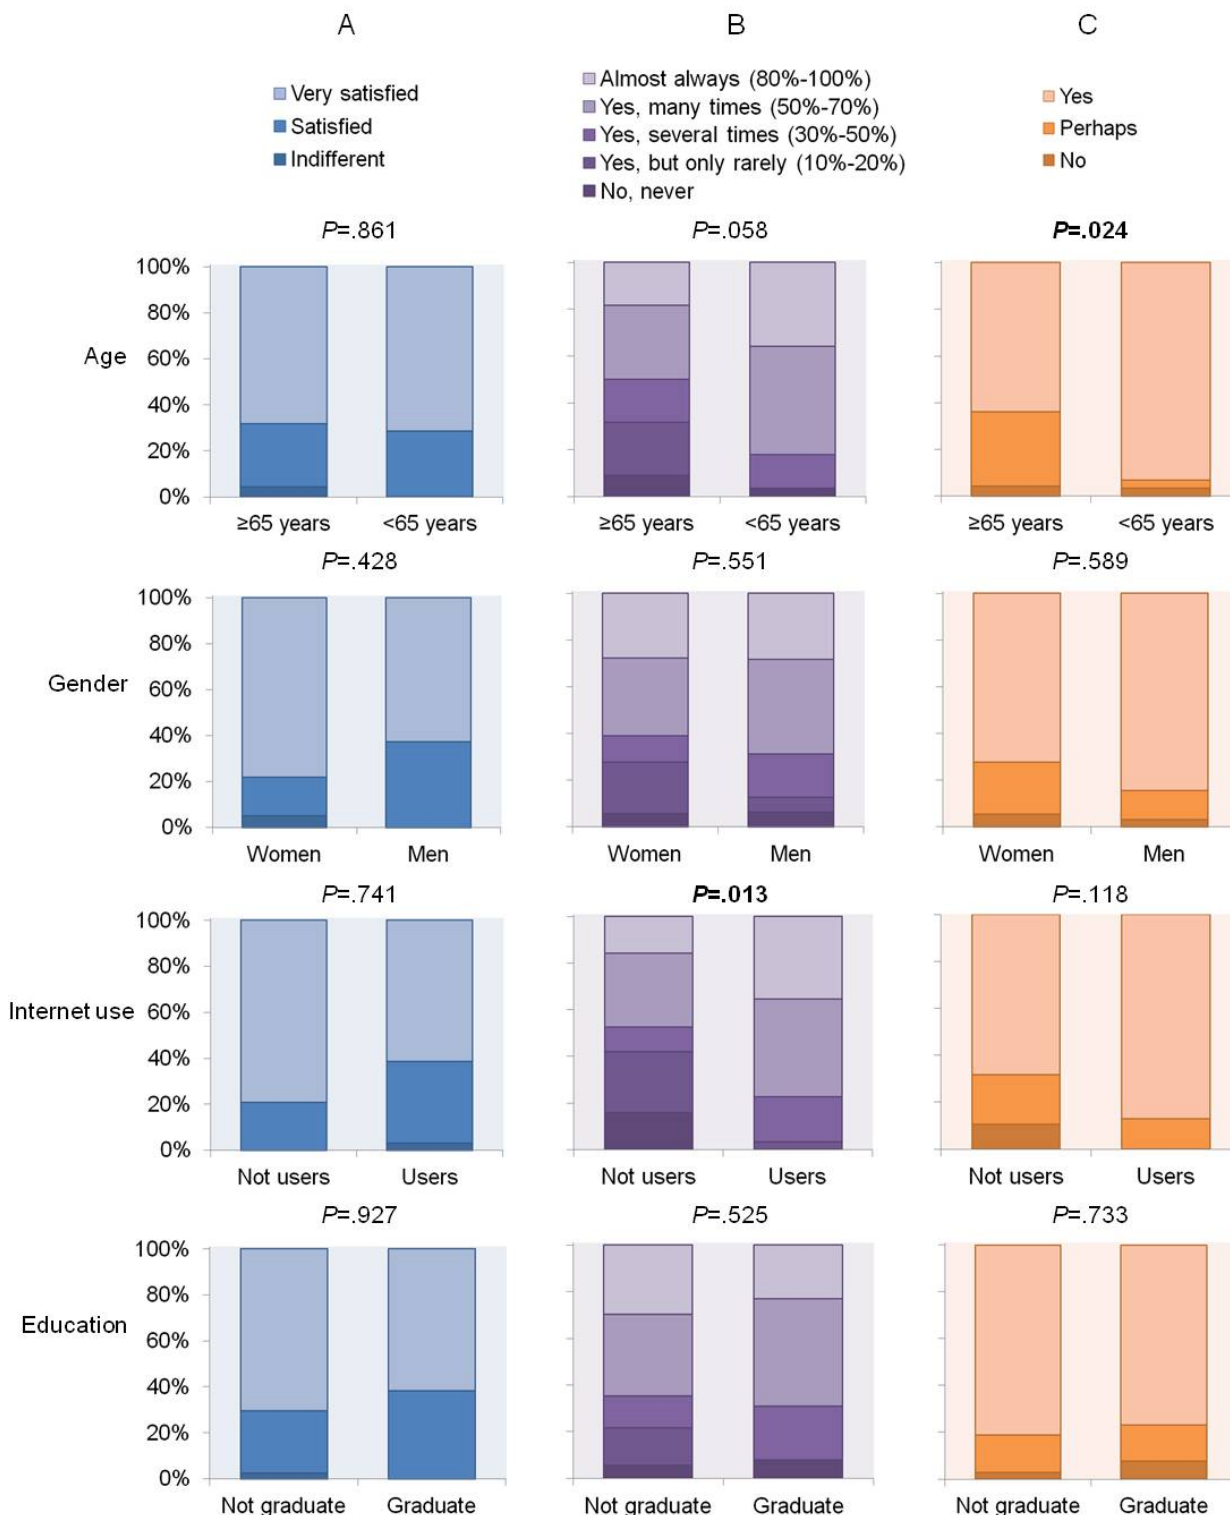 A B C
Very satisfied
Satisfied
Indifferent
Almost always (80%-100%)
Yes, many times (50%-70%)
Yes, several times (30%-50%)
Yes, but only rarely (10%-20%)
No, never
Yes
Perhaps
No
P=.861 P=.058 P=.024
Age
100%
80%
60%
40%
20%
0%
≥65 years <65 years ≥65 years <65 years ≥65 years <65 years
P=.428 P=.551 P=.589
Gender
100%
80%
60%
40%
20%
0%
Women Men Women Men Women Men
P=.741 P=.013 P=.118
Internet use
100%
80%
60%
40%
20%
0%
Not users Users Not users Users Not users Users
P=.927 P=.525 P=.733
Education
100%
80%
60%
40%
20%
0%
Not graduate Graduate Not graduate Graduate Not graduate Graduate